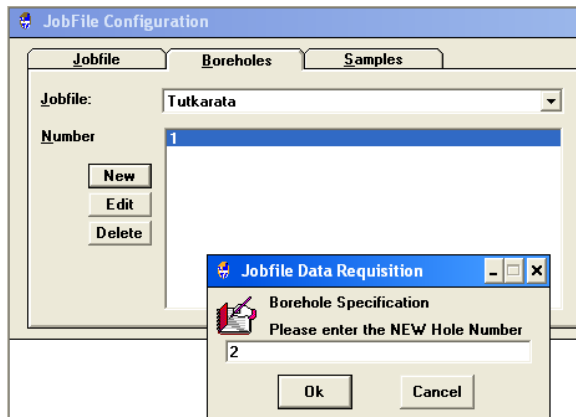 JobFile Configuration
Jobfile
Boreholes
Samples
Jobfile:
Tutkarata
Number
1
New
Edit
Delete
Jobfile Data Requisition
Borehole Specification
Please enter the NEW Hole Number
2
Ok
Cancel